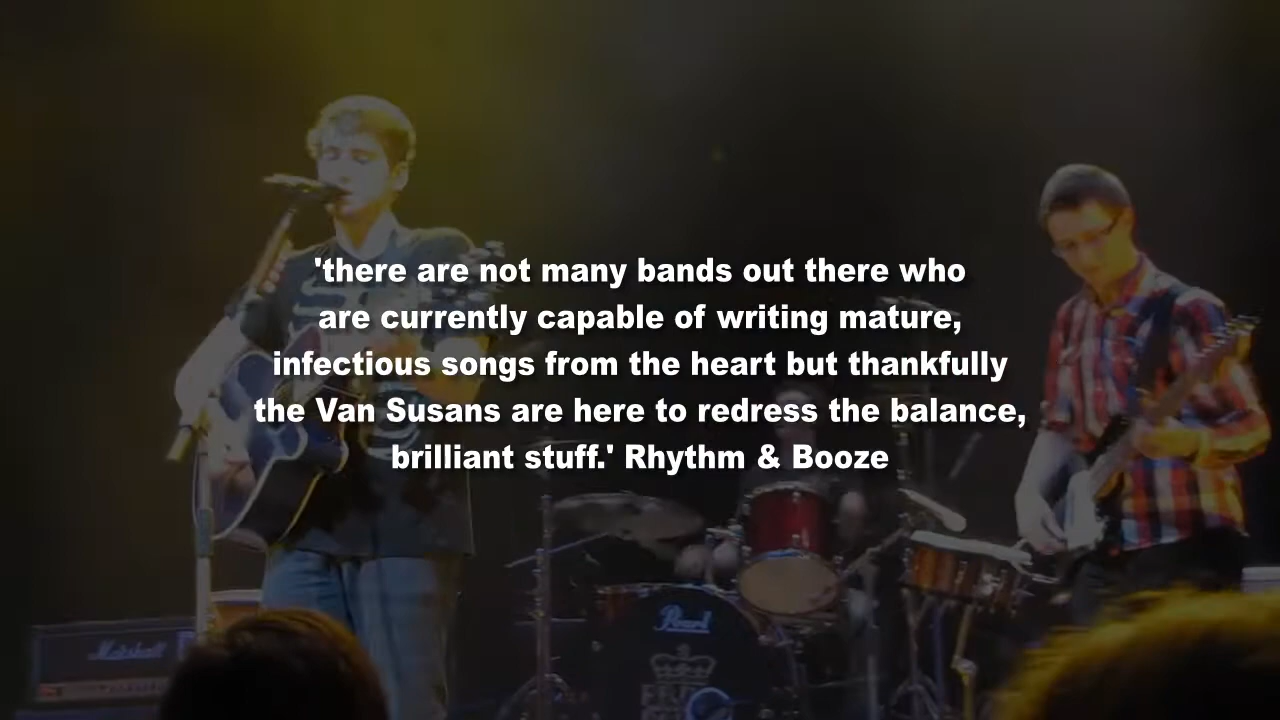 'there are not many bands out there who
are currently capable of writing mature,
infectious songs from the heart but thankfully
the Van Susans are here to redress the balance,
brilliant stuff.' Rhythm & Booze
Pearl
Marshall